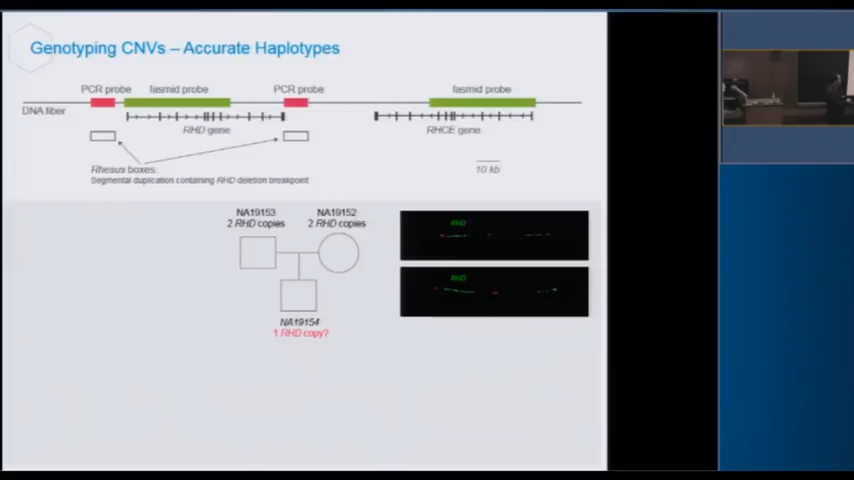 Genotyping CNVs – Accurate Haplotypes
PCR probe fasmid probe PCR probe fasmid probe
DNA fiber
RHD gene RHCE gene
Rhesus boxes.
Segmental duplication containing RHD deletion breakpoint
10 kb
NA19153 NA19152
2 RHD copies 2 RHD copies
RHD
RHD
NA19154
1 RHD copy?